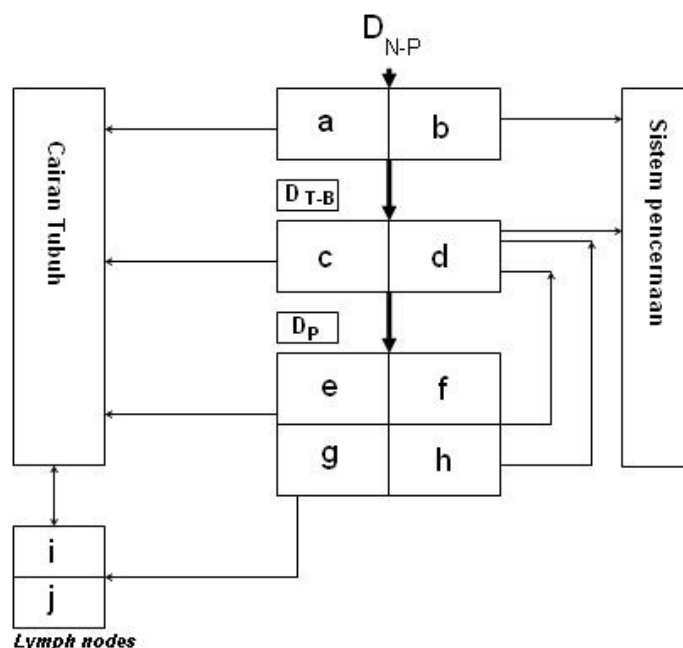 D N-P
a b
D T-B
c d
D P
e f
g h
i
j
Lymph nodes
Cairan Tubuh
Sistem pencernaan